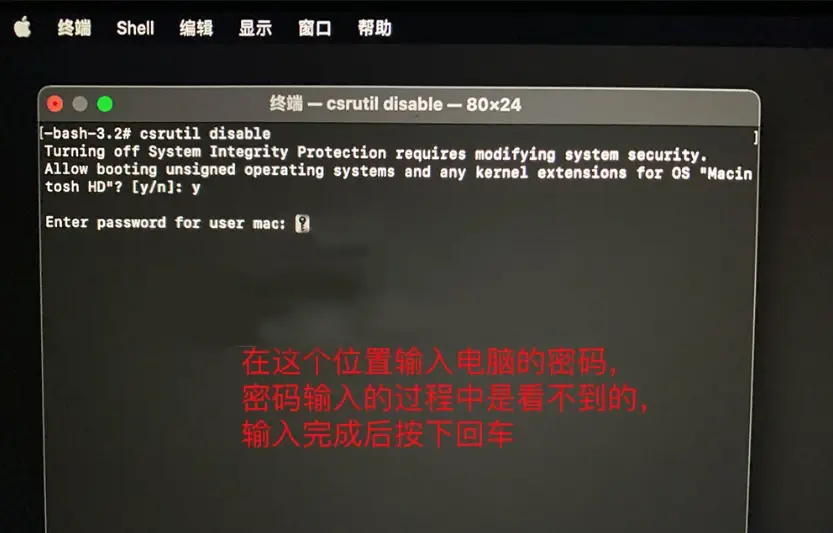 终端 Shell 编辑 显示 窗口 帮助
终端 — csrutil disable — 80×24
[-bash-3.2# csrutil disable ]
Turning off System Integrity Protection requires modifying system security.
Allow booting unsigned operating systems and any kernel extensions for OS "Macin
tosh HD"? [y/n]: y
Enter password for user mac:
在这个位置输入电脑的密码,
密码输入的过程中是看不到的,
输入完成后按下回车